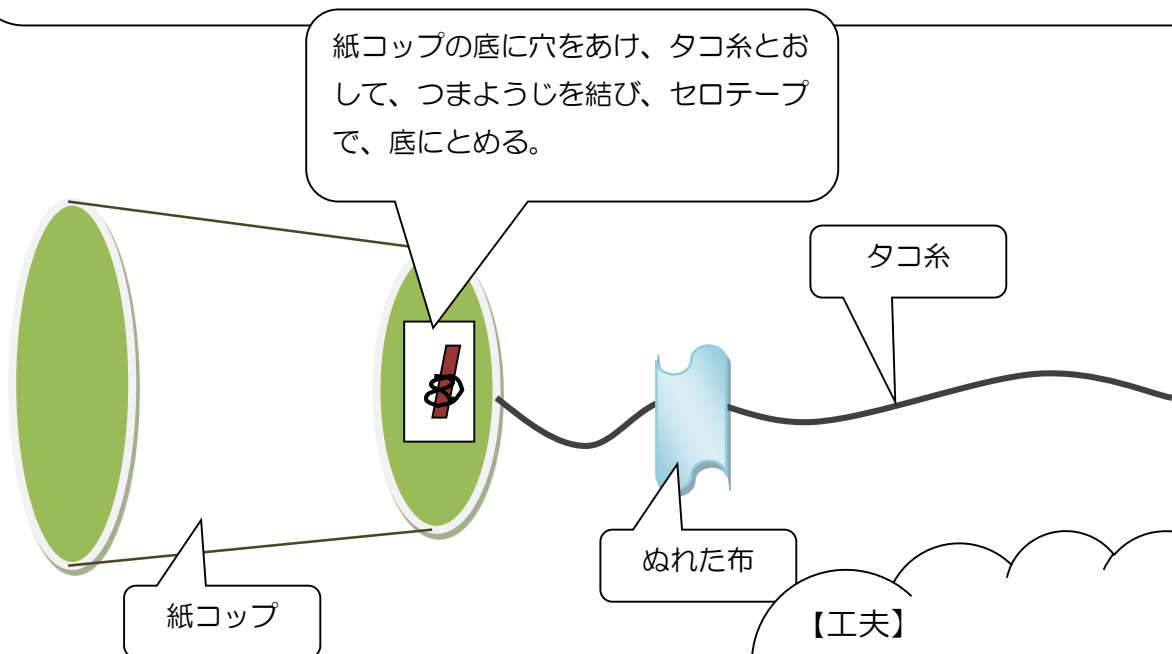 紙コップの底に穴をあけ、タコ糸とお
して、つまようじを結び、セロテープ
で、底にとめる。
タコ糸
ぬれた布
紙コップ
【工夫】